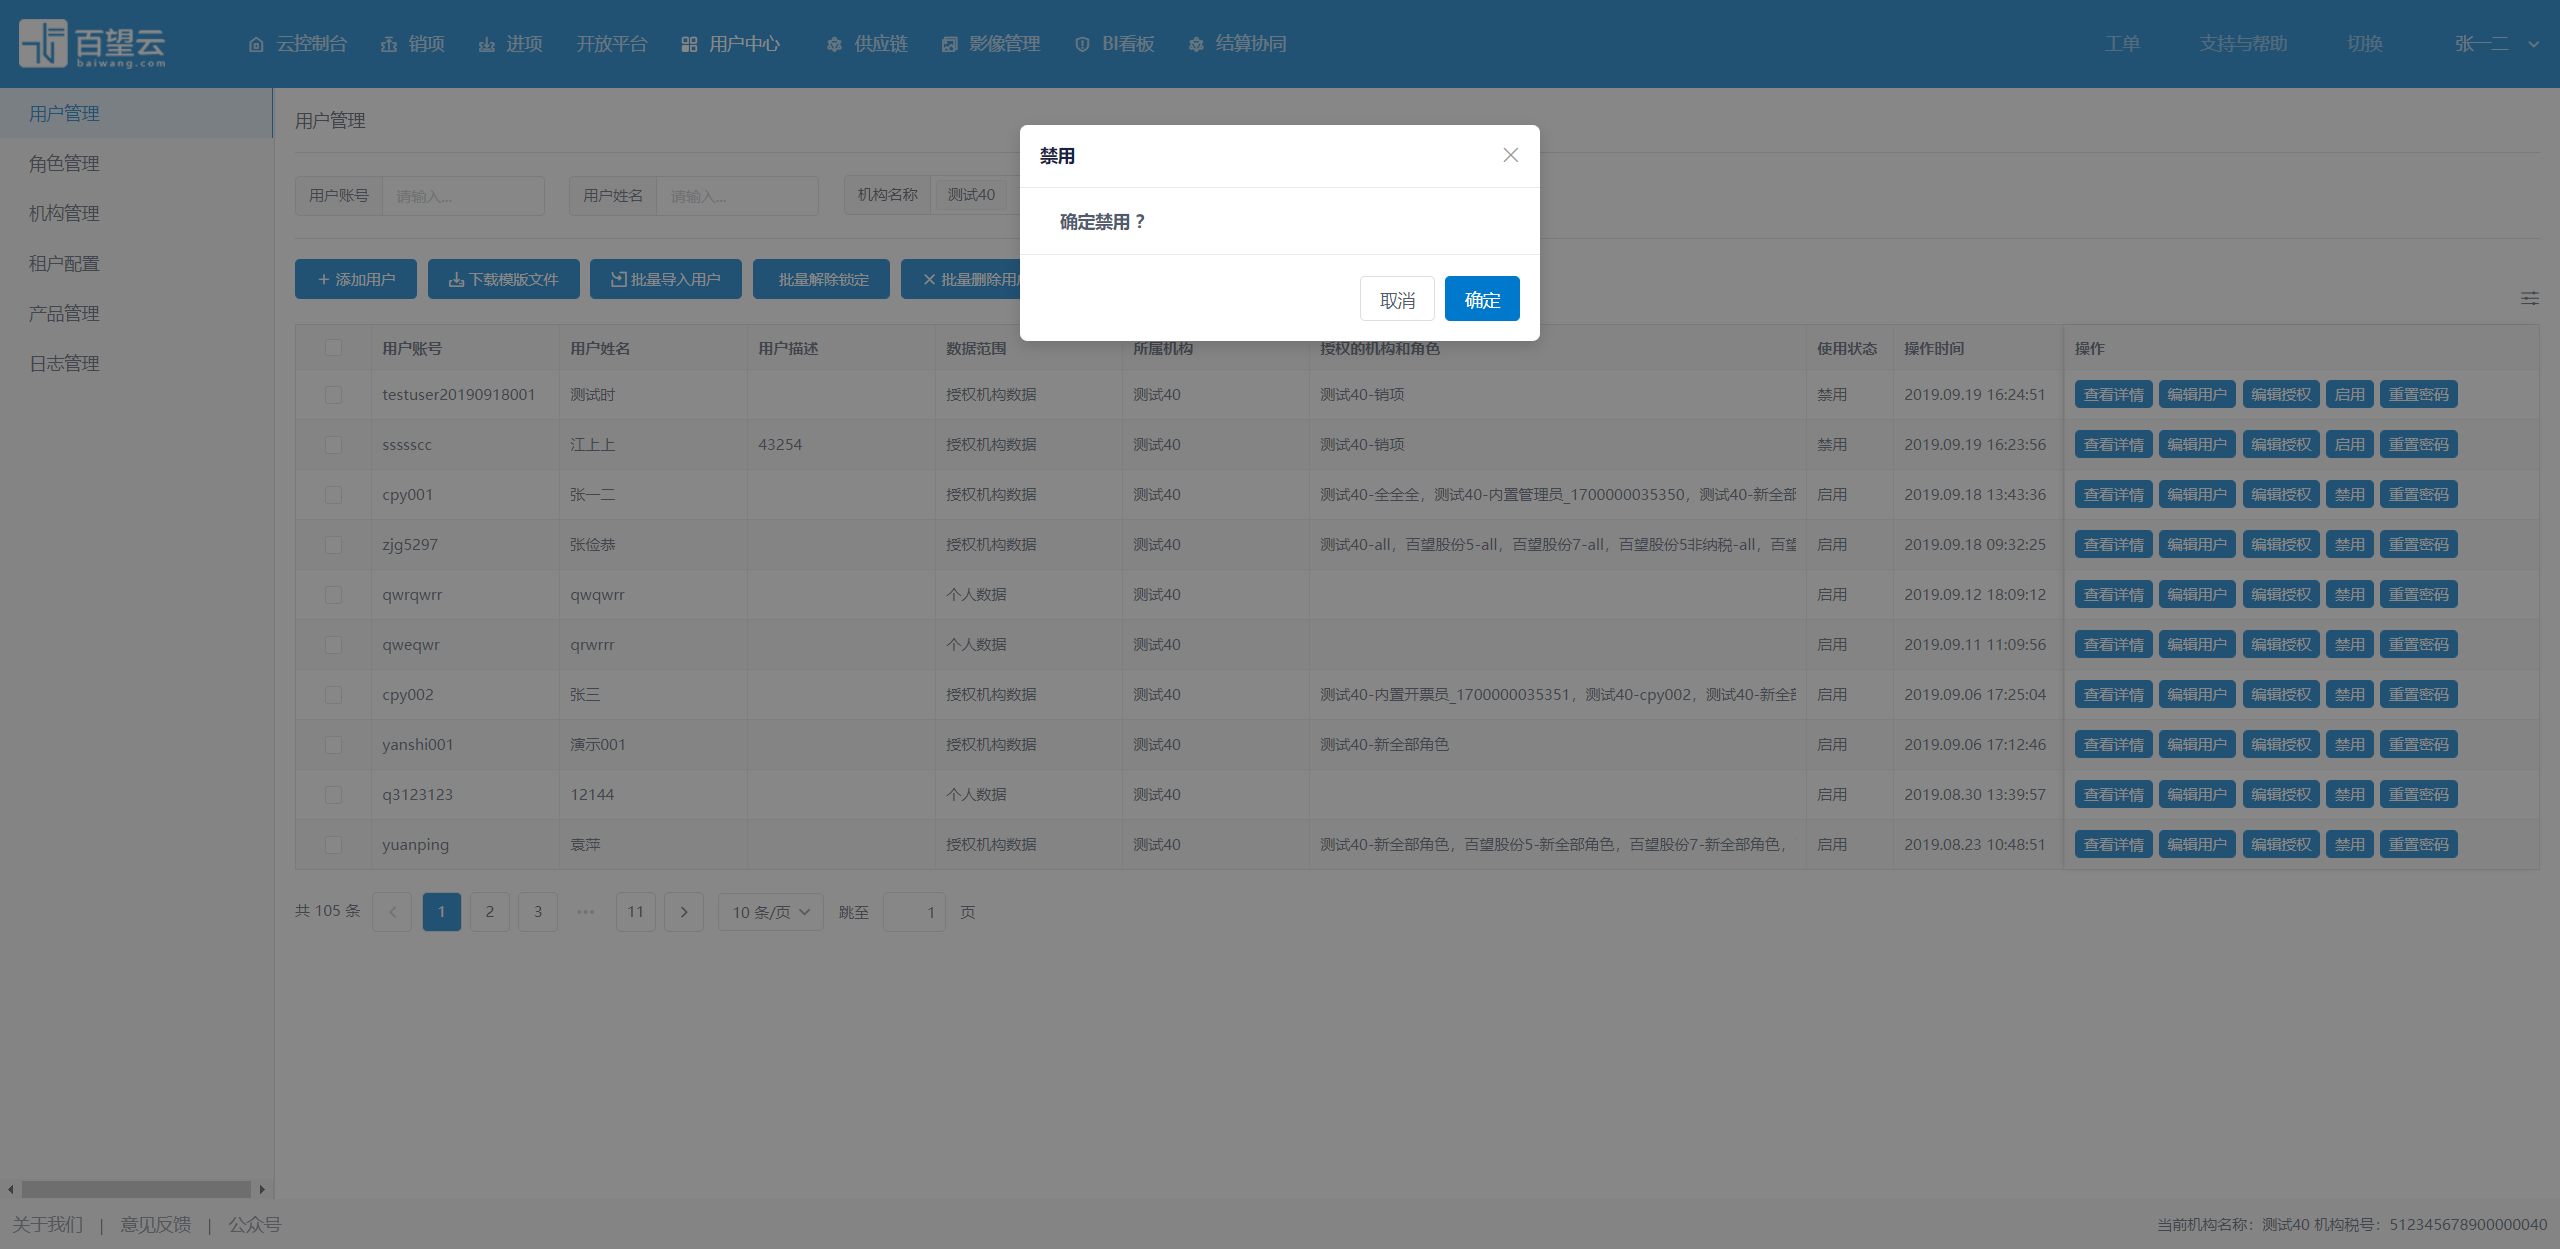 百望云
baiwang.com
云控制台 销项 进项 开放平台 用户中心 供应链 影像管理 BI看板 结算协同 工单 支持与帮助 切换 张一二
用户管理
角色管理
机构管理
租户配置
产品管理
日志管理
用户管理
用户账号 请输入... 用户姓名 请输入... 机构名称 测试40
添加用户 下载模版文件 批量导入用户 批量解除锁定 批量删除用
禁用
确定禁用？
取消 确定
用户账号 用户姓名 用户描述 数据范围 所属机构 授权的机构和角色 使用状态 操作时间 操作
testuser20190918001 测试时 授权机构数据 测试40 测试40-销项 禁用 2019.09.19 16:24:51 查看详情 编辑用户 编辑授权 启用 重置密码
ssssscc 江上上 43254 授权机构数据 测试40 测试40-销项 禁用 2019.09.19 16:23:56 查看详情 编辑用户 编辑授权 启用 重置密码
cpy001 张一二 授权机构数据 测试40 测试40-全全全，测试40-内置管理员_1700000035350，测试40-新全部 启用 2019.09.18 13:43:36 查看详情 编辑用户 编辑授权 禁用 重置密码
zjg5297 张俭恭 授权机构数据 测试40 测试40-all，百望股份5-all，百望股份7-all，百望股份5非纳税-all，百望 启用 2019.09.18 09:32:25 查看详情 编辑用户 编辑授权 禁用 重置密码
qwrqwrr qwqwrr 个人数据 测试40 启用 2019.09.12 18:09:12 查看详情 编辑用户 编辑授权 禁用 重置密码
qweqwr qrwrrr 个人数据 测试40 启用 2019.09.11 11:09:56 查看详情 编辑用户 编辑授权 禁用 重置密码
cpy002 张三 授权机构数据 测试40 测试40-内置开票员_1700000035351，测试40-cpy002，测试40-新全部 启用 2019.09.06 17:25:04 查看详情 编辑用户 编辑授权 禁用 重置密码
yanshi001 演示001 授权机构数据 测试40 测试40-新全部角色 启用 2019.09.06 17:12:46 查看详情 编辑用户 编辑授权 禁用 重置密码
q3123123 12144 个人数据 测试40 启用 2019.08.30 13:39:57 查看详情 编辑用户 编辑授权 禁用 重置密码
yuanping 袁萍 授权机构数据 测试40 测试40-新全部角色，百望股份5-新全部角色，百望股份7-新全部角色， 启用 2019.08.23 10:48:51 查看详情 编辑用户 编辑授权 禁用 重置密码
共 105 条 1 2 3 ••• 11 10 条/页 跳至 1 页
关于我们 | 意见反馈 | 公众号
当前机构名称：测试40 机构税号：512345678900000040